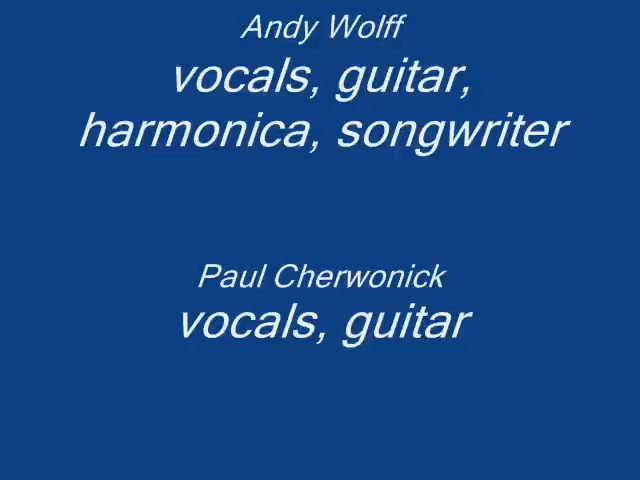 Andy Wolff
vocals, guitar,
harmonica, songwriter
Paul Cherwonick
vocals, guitar